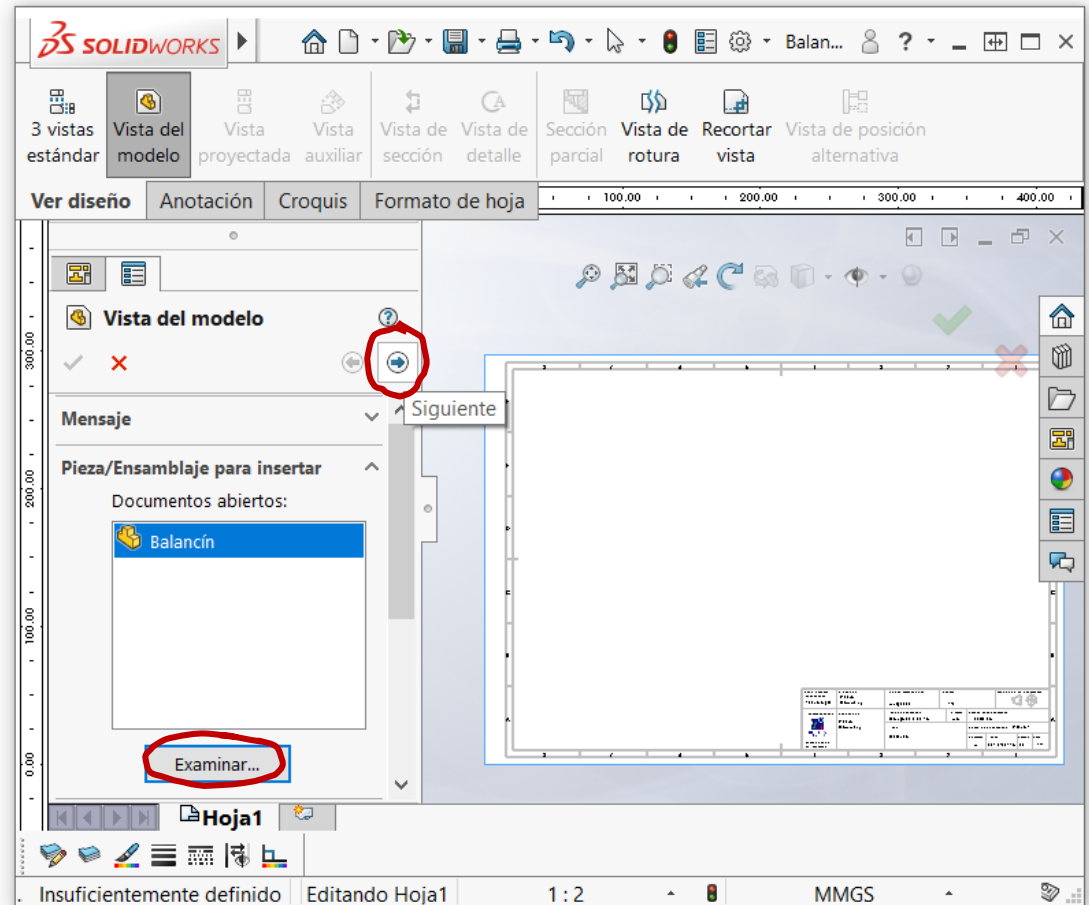 SOLIDWORKS
Balan... ?
3 vistas estándar
Vista del modelo
Vista proyectada
Vista auxiliar
Vista de sección
Vista de detalle
Sección parcial
Vista de rotura
Recortar vista
Vista de posición alternativa
Ver diseño Anotación Croquis Formato de hoja
100.00 200.00 300.00 400.00
Vista del modelo
Siguiente
Mensaje
Pieza/Ensamblaje para insertar
Documentos abiertos:
Balancín
Examinar...
300.00
200.00
100.00
0.00
Hoja1
Insuficientemente definido Editando Hoja1 1 : 2 MMGS